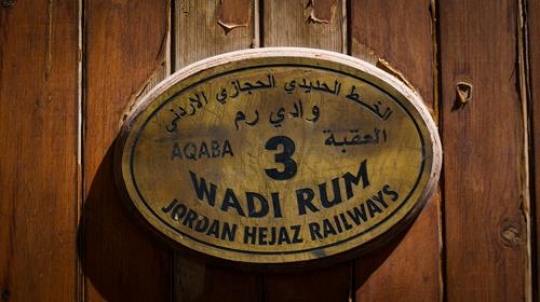 الخط الحديدي الحجازي الاردني
وادي رم
AQABA 3 العقبة
WADI RUM
JORDAN HEJAZ RAILWAYS